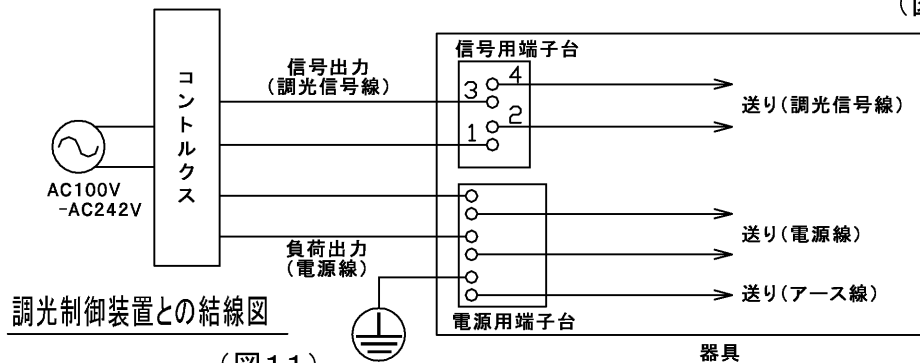 信号用端子台
信号出力
(調光信号線)
4
3
2
1
送り(調光信号線)
コントルクス
AC100V
-AC242V
負荷出力
(電源線)
送り(電源線)
送り(アース線)
電源用端子台
調光制御装置との結線図
(図11)
器具